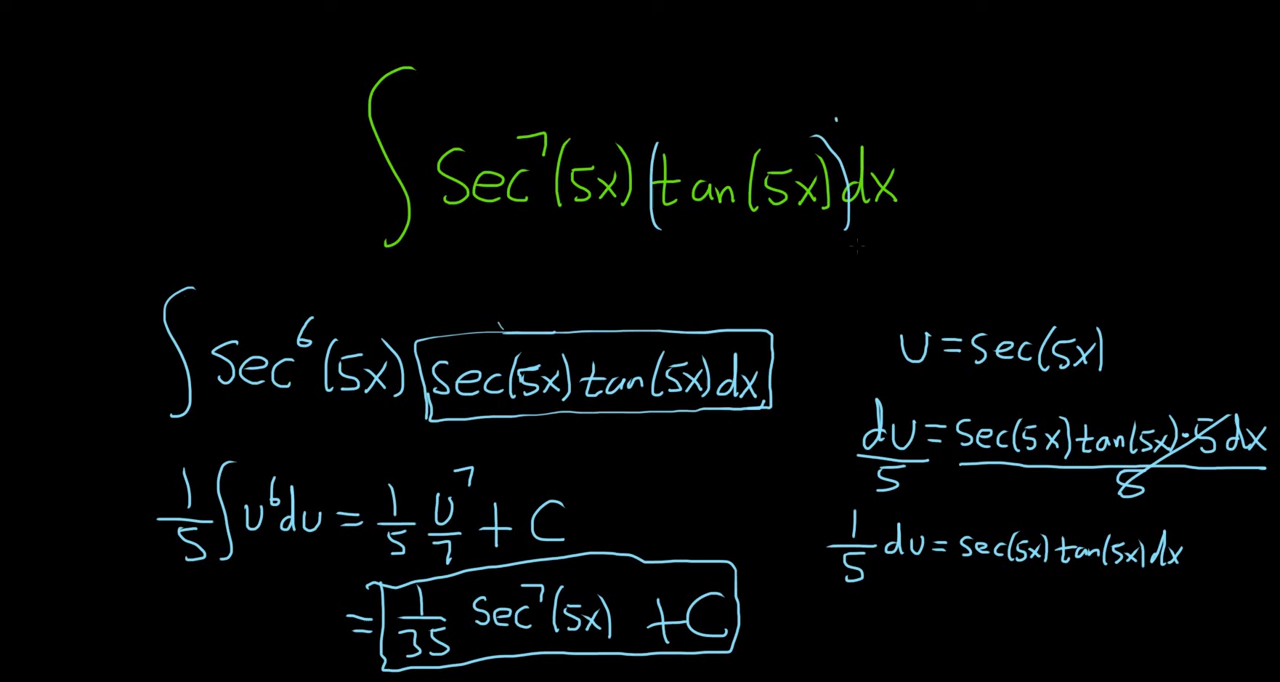 ∫ Sec⁷(5x) (tan(5x)) dx
∫ Sec⁶(5x) sec(5x) tan(5x) dx
U = sec(5x)
du/5 = sec(5x) tan(5x) · 5 dx / 5
1/5 ∫ u⁶ du = 1/5 U⁷/7 + C
1/5 du = sec(5x) tan(5x) dx
= 1/35 Sec⁷(5x) + C